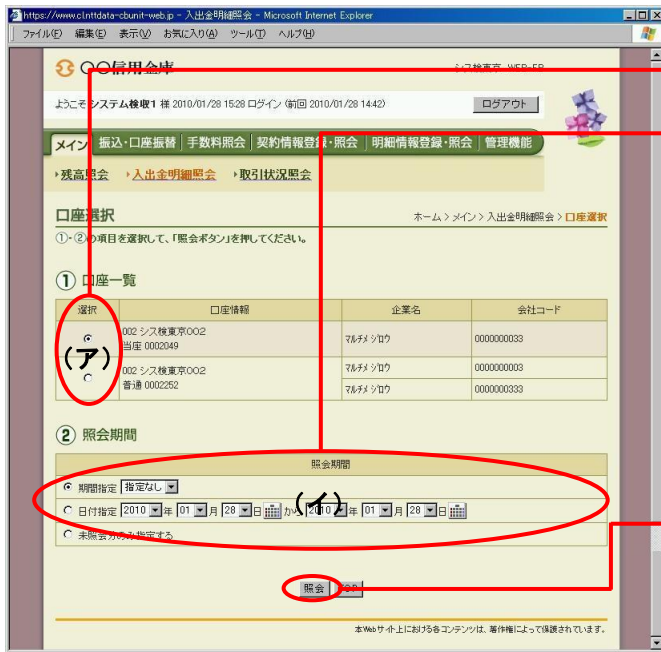 https://www.clnttdata-cbunit-web.jp - 入出金明細照会 - Microsoft Internet Explorer
ファイル(F) 編集(E) 表示(V) お気に入り(A) ツール(T) ヘルプ(H)
〇〇信用金庫
ようこそ システム検収1 様 2010/01/28 15:28 ログイン (前回 2010/01/28 14:42)
ログアウト
メイン 振込・口座振替 手数料照会 契約情報登録・照会 明細情報登録・照会 管理機能
残高照会 入出金明細照会 取引状況照会
口座選択
ホーム > メイン > 入出金明細照会 > 口座選択
①-②の項目を選択して、「照会ボタン」を押してください。
① 口座一覧
選択 口座情報 企業名 会社コード
002 シス検東京002
当座 0002049
マルチメ ジロウ 0000000033
(ア)
002 シス検東京002
普通 0002252
マルチメ ジロウ 0000000033
マルチメ ジロウ 0000000333
② 照会期間
照会期間
期間指定 指定なし
日付指定 2010 年 01 月 28 日 から 2010 年 01 月 28 日
(イ)
未照会分のみ指定する
照会
本Webサイト上における各コンテンツは、著作権によって保護されています。